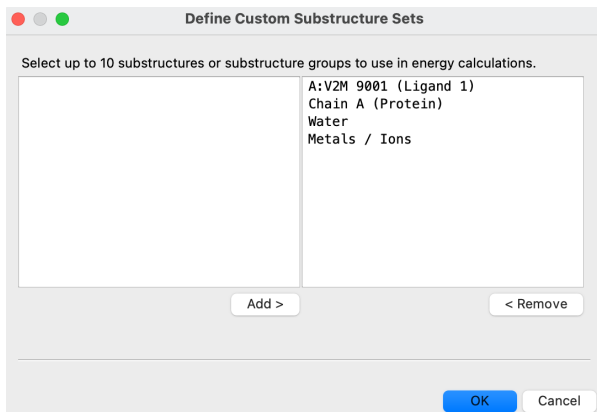 Define Custom Substructure Sets
Select up to 10 substructures or substructure groups to use in energy calculations.
A:V2M 9001 (Ligand 1)
Chain A (Protein)
Water
Metals / Ions
Add >
< Remove
OK
Cancel